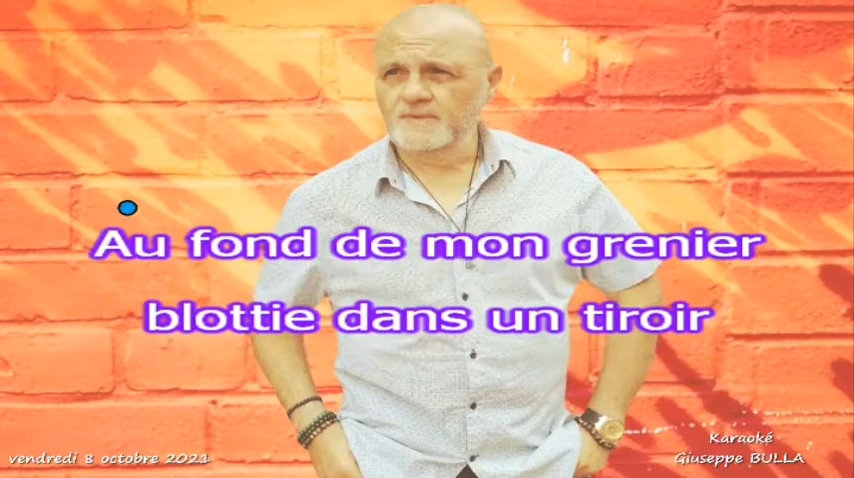 Au fond de mon grenier
blottie dans un tiroir
Karaoké
vendredi 8 octobre 2021
Giuseppe BULLA